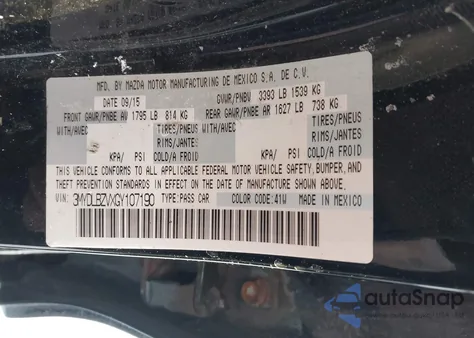 MFD. BY MAZDA MOTOR MANUFACTURING DE MEXICO S.A. DE C.V.
DATE 09/15 GVWR/PNBV 3393 LB 1539 KG
FRONT GAWR/PNBE AV 1795 LB 814 KG REAR GAWR/PNBE AR 1627 LB 738 KG
WITH/AVEC TIRES/PNEUS WITH/AVEC TIRES/PNEUS
RIMS/JANTES RIMS/JANTES
KPA/ PSI COLD/A FROID KPA/ PSI COLD/A FROID
THIS VEHICLE CONFORMS TO ALL APPLICABLE FEDERAL MOTOR VEHICLE SAFETY, BUMPER, AND
THEFT PREVENTION STANDARDS IN EFFECT ON THE DATE OF MANUFACTURE SHOWN ABOVE.
3MYDLBZVXGY107190 TYPE:PASS CAR COLOR CODE:41W MADE IN MEXICO
autoSnap